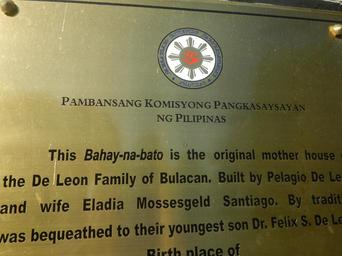 PAMBANSANG KOMISYONG PANGKASAYSAYAN
NG PILIPINAS
This Bahay-na-bato is the original mother house
the De Leon Family of Bulacan. Built by Pelagio De Le
and wife Eladia Mossesgeld Santiago. By tradit
was bequeathed to their youngest son Dr. Felix S. De Le
Birth place of